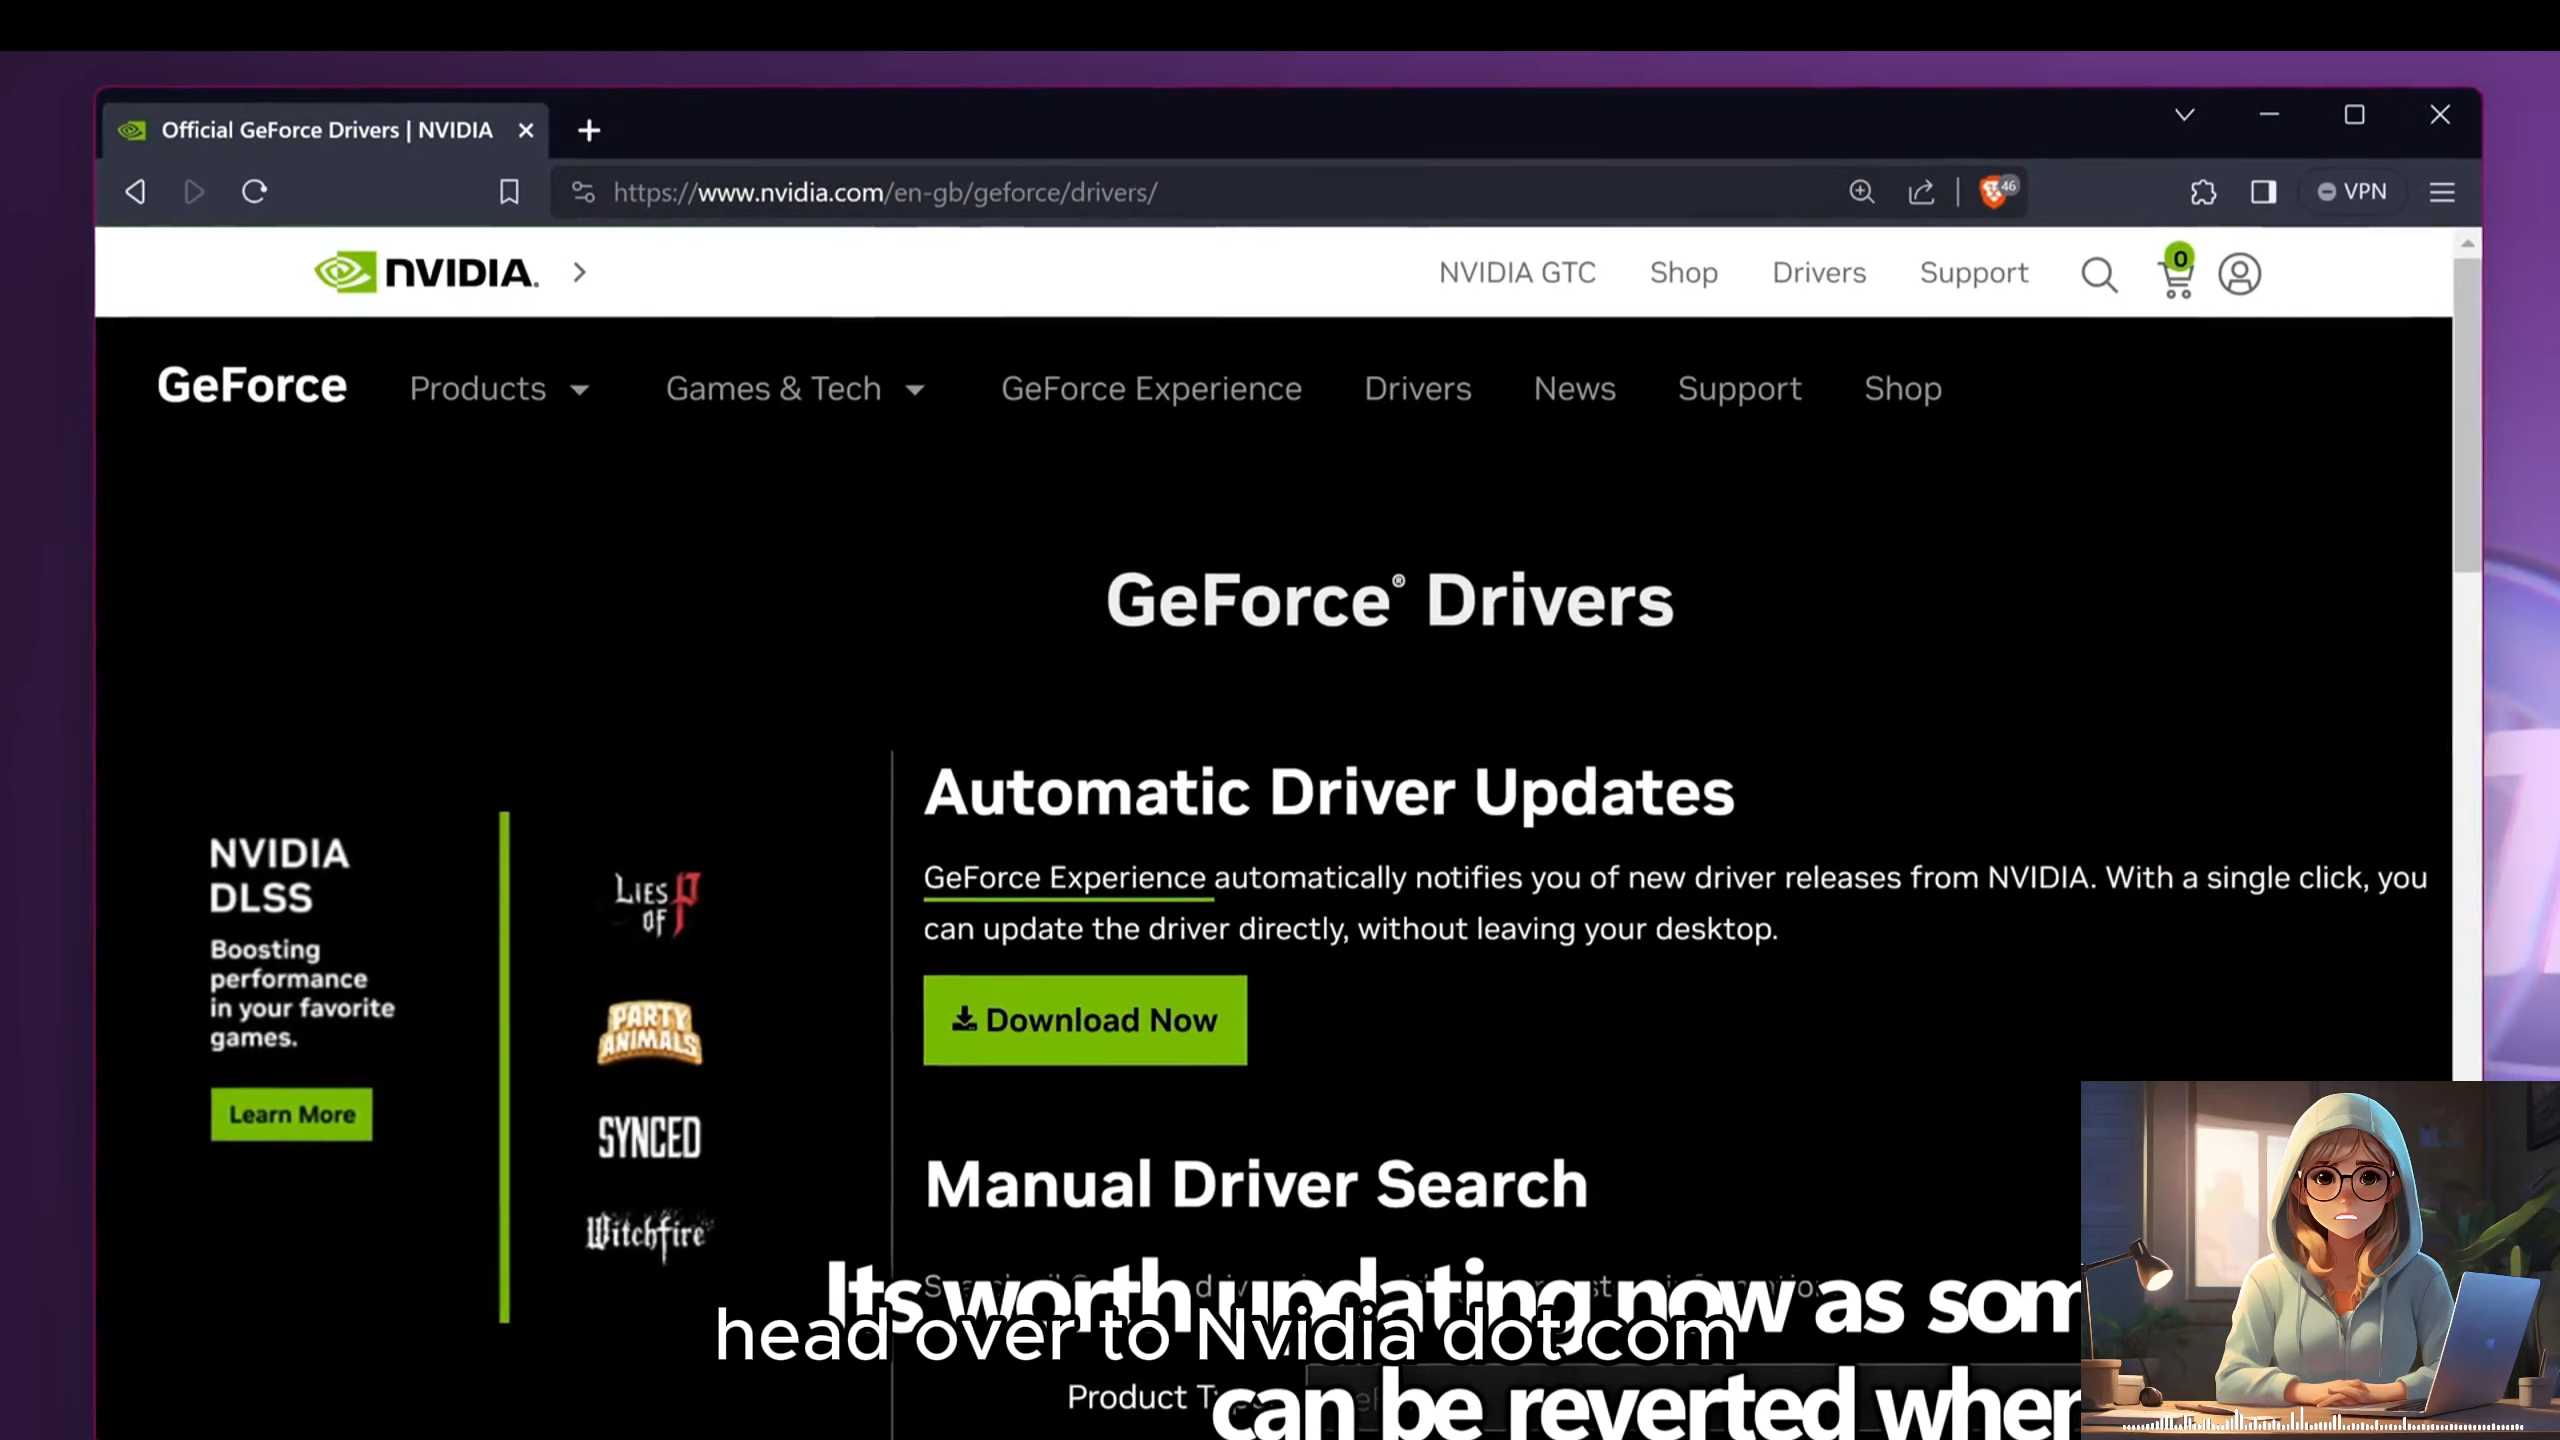 Official GeForce Drivers | NVIDIA
https://www.nvidia.com/en-gb/geforce/drivers/
46
VPN
NVIDIA.
NVIDIA GTC
Shop
Drivers
Support
0
GeForce
Products
Games & Tech
GeForce Experience
Drivers
News
Support
Shop
GeForce® Drivers
NVIDIA
DLSS
Boosting
performance
in your favorite
games.
Learn More
LIES
OF P
PARTY
ANIMALS
SYNCED
Witchfire
Automatic Driver Updates
GeForce Experience automatically notifies you of new driver releases from NVIDIA. With a single click, you
can update the driver directly, without leaving your desktop.
Download Now
Manual Driver Search
Its worth updating now as som
head over to Nvidia dot com
Product
can be reverted when